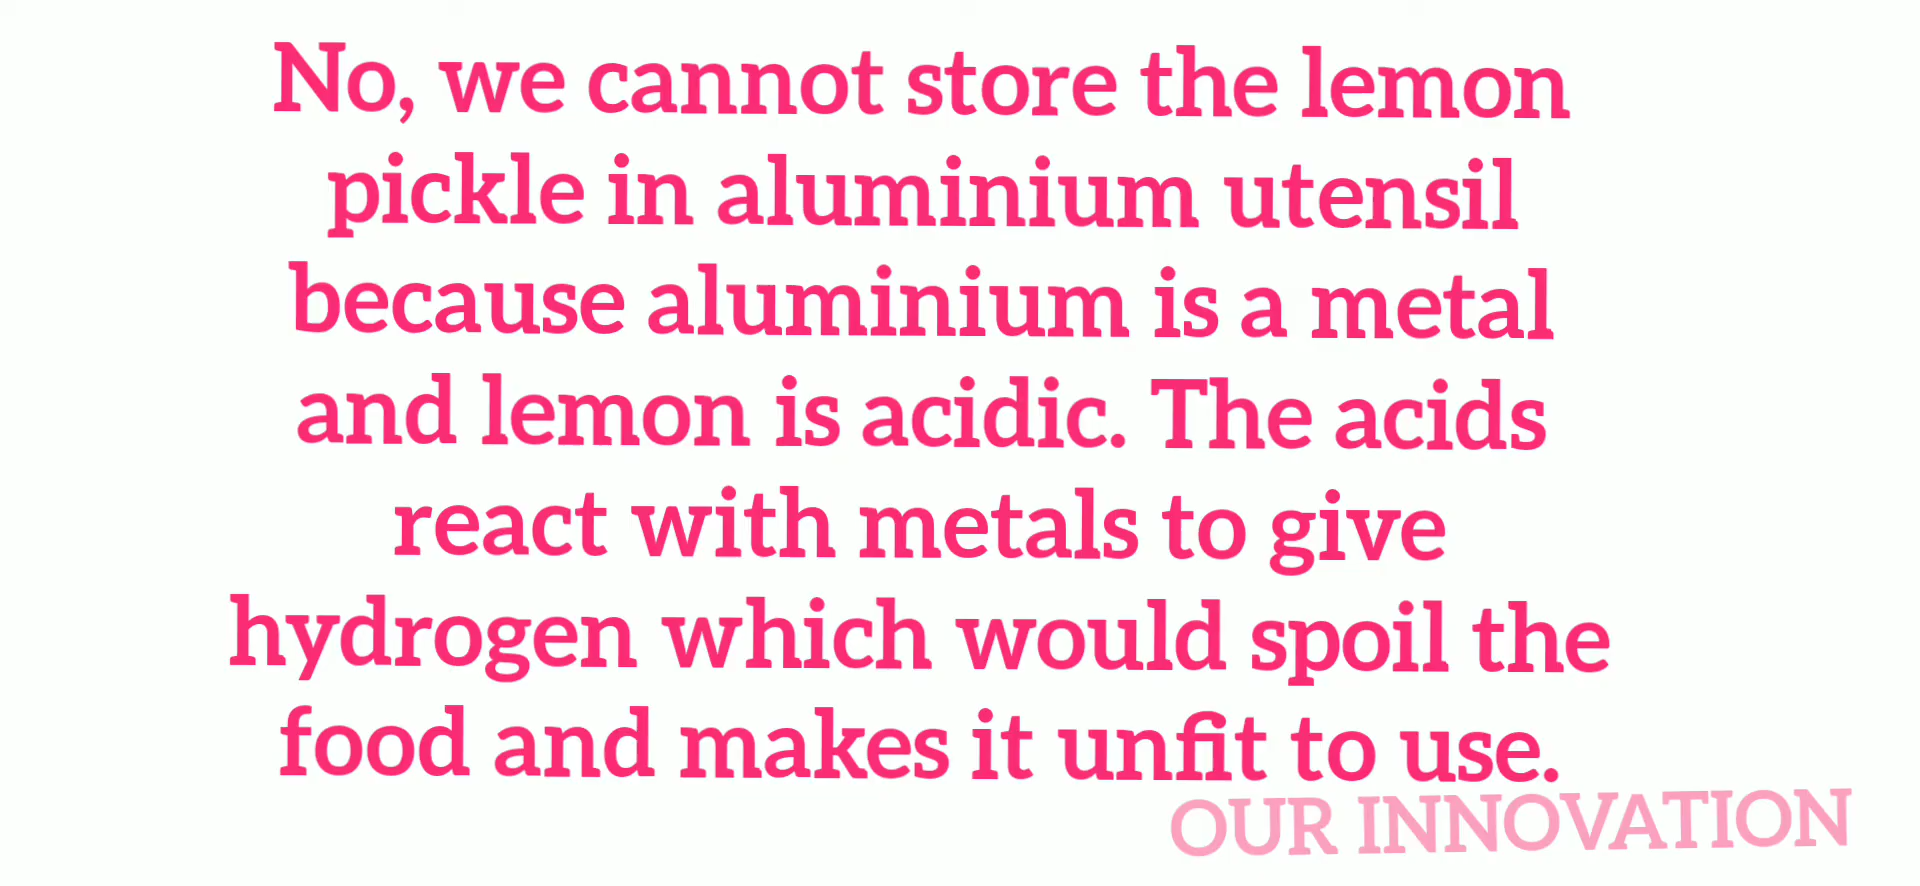 No, we cannot store the lemon
pickle in aluminium utensil
because aluminium is a metal
and lemon is acidic. The acids
react with metals to give
hydrogen which would spoil the
food and makes it unfit to use.
OUR INNOVATION